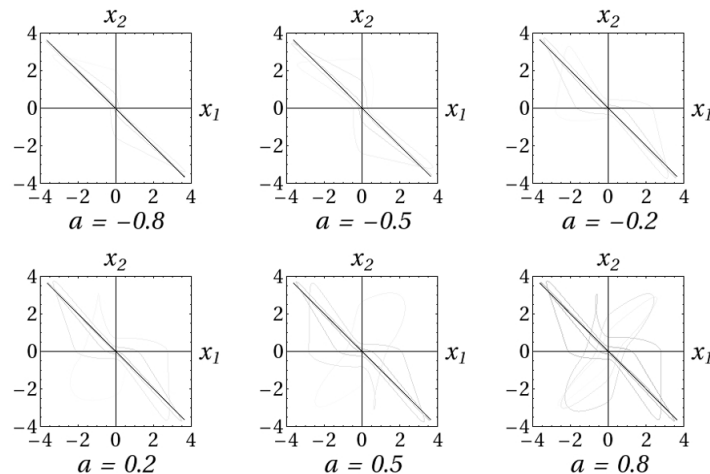 x₂ x₂ x₂
4 4 4
2 2 2
0 x₁ 0 x₁ 0 x₁
−2 −2 −2
−4 −4 −4
−4 −2 0 2 4 −4 −2 0 2 4 −4 −2 0 2 4
a = −0.8 a = −0.5 a = −0.2
x₂ x₂ x₂
4 4 4
2 2 2
0 x₁ 0 x₁ 0 x₁
−2 −2 −2
−4 −4 −4
−4 −2 0 2 4 −4 −2 0 2 4 −4 −2 0 2 4
a = 0.2 a = 0.5 a = 0.8